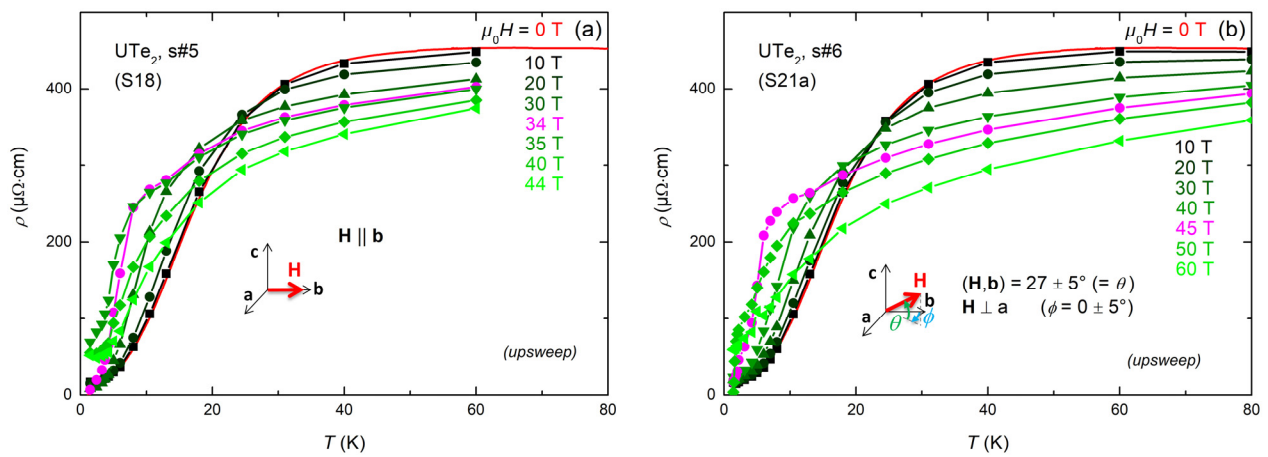 μ₀H = 0 T (a)
UTe₂, s#5
(S18)
10 T
20 T
30 T
34 T
35 T
40 T
44 T
400
200
0
ρ (μΩ·cm)
H || b
c
H
a
b
(upsweep)
0
20
40
60
80
T (K)
μ₀H = 0 T (b)
UTe₂, s#6
(S21a)
10 T
20 T
30 T
40 T
45 T
50 T
60 T
400
200
0
ρ (μΩ·cm)
c
H
b
a
θ
ϕ
(H,b) = 27 ± 5° (= θ)
H ⊥ a (ϕ = 0 ± 5°)
(upsweep)
0
20
40
60
80
T (K)